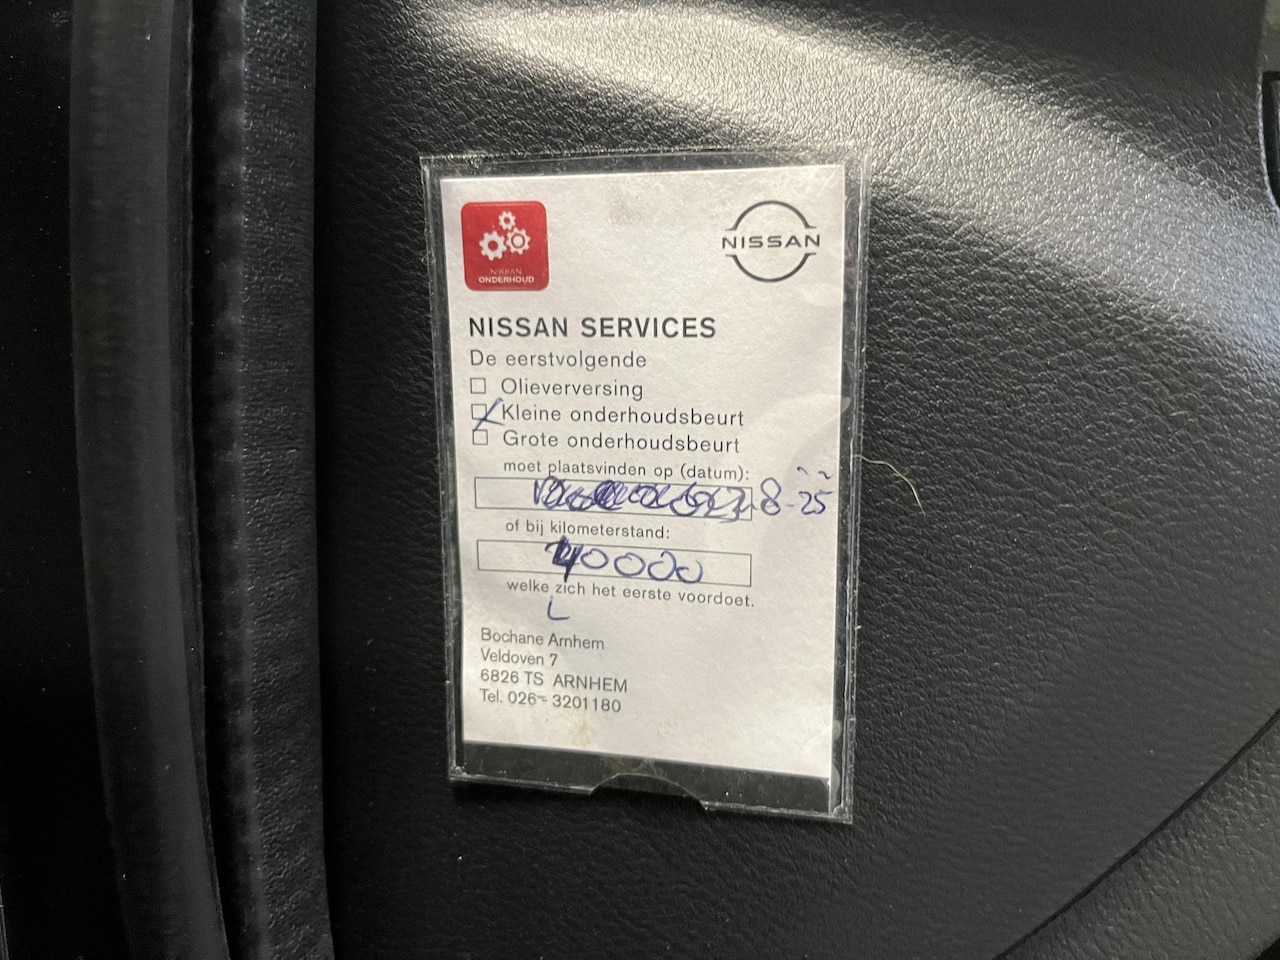 NISSAN
ONDERHOUD
NISSAN
NISSAN SERVICES
De eerstvolgende
Olieverversing
Kleine onderhoudsbeurt
Grote onderhoudsbeurt
moet plaatsvinden op (datum):
8-25
of bij kilometerstand:
40000
welke zich het eerste voordoet.
Bochane Arnhem
Veldoven 7
6826 TS ARNHEM
Tel. 026-3201180